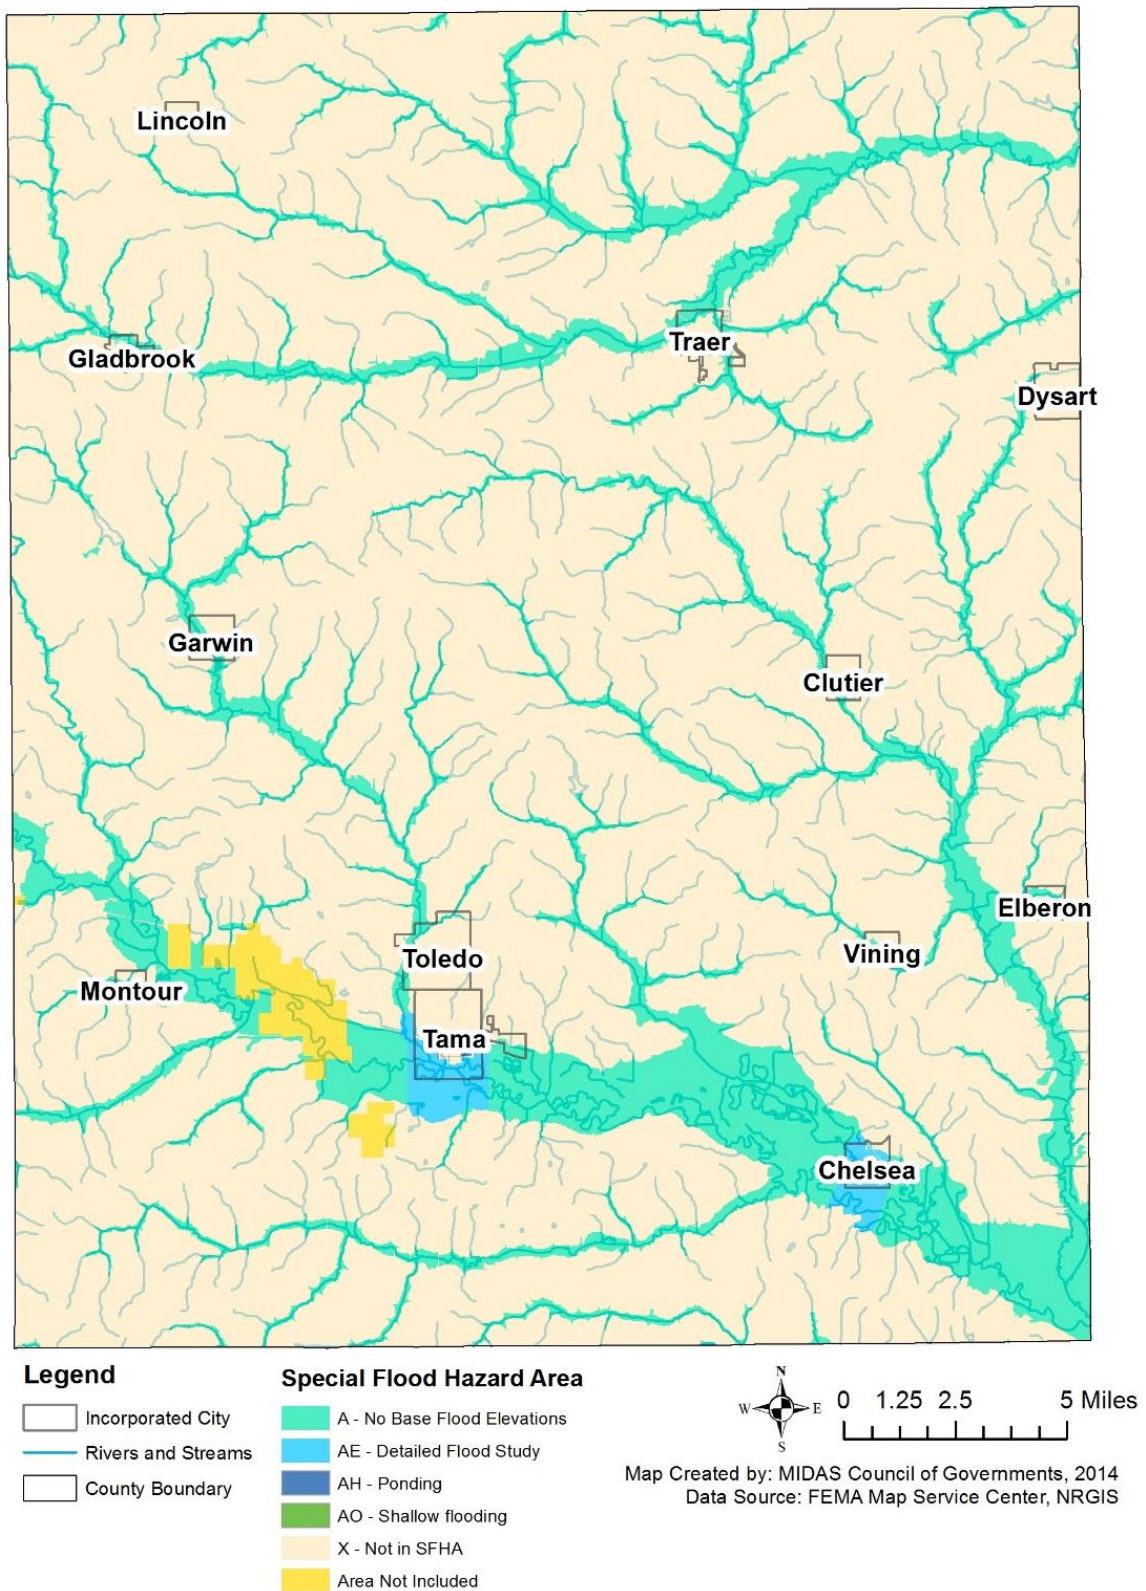 Lincoln
Gladbrook
Traer
Dysart
Garwin
Clutier
Elberon
Toledo
Vining
Montour
Tama
Chelsea
Legend
Incorporated City
Rivers and Streams
County Boundary
Special Flood Hazard Area
A - No Base Flood Elevations
AE - Detailed Flood Study
AH - Ponding
AO - Shallow flooding
X - Not in SFHA
Area Not Included
N
W E
S
0 1.25 2.5 5 Miles
Map Created by: MIDAS Council of Governments, 2014
Data Source: FEMA Map Service Center, NRGIS